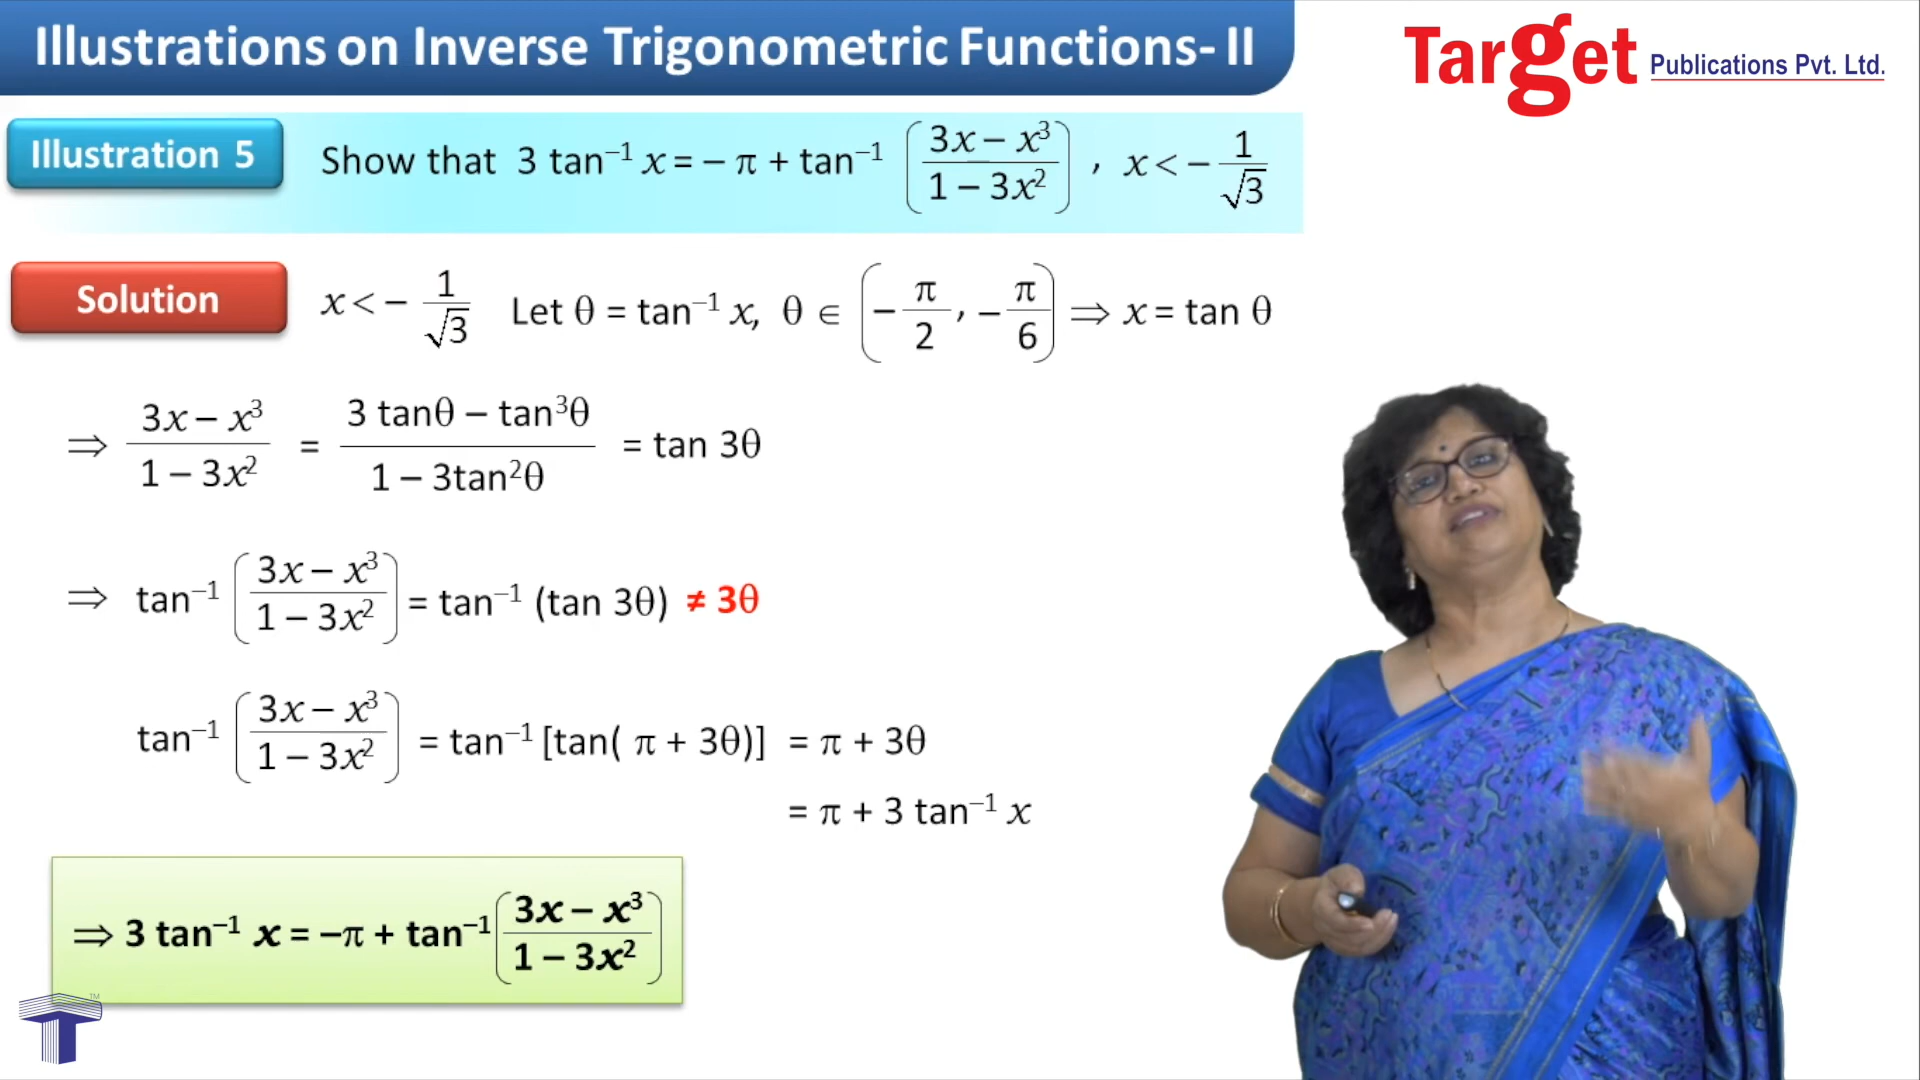 Illustrations on Inverse Trigonometric Functions- II
Target Publications Pvt. Ltd.
Illustration 5 Show that 3 tan⁻¹ x = – π + tan⁻¹ ((3x – x³)/(1 – 3x²)) , x < – 1/√3
Solution x < – 1/√3 Let θ = tan⁻¹ x, θ ∈ (– π/2, – π/6) ⇒ x = tan θ
⇒ (3x – x³)/(1 – 3x²) = (3 tanθ – tan³θ)/(1 – 3tan²θ) = tan 3θ
⇒ tan⁻¹ ((3x – x³)/(1 – 3x²)) = tan⁻¹ (tan 3θ) ≠ 3θ
tan⁻¹ ((3x – x³)/(1 – 3x²)) = tan⁻¹ [tan( π + 3θ)] = π + 3θ
= π + 3 tan⁻¹ x
⇒ 3 tan⁻¹ x = –π + tan⁻¹ ((3x – x³)/(1 – 3x²))
T
TM